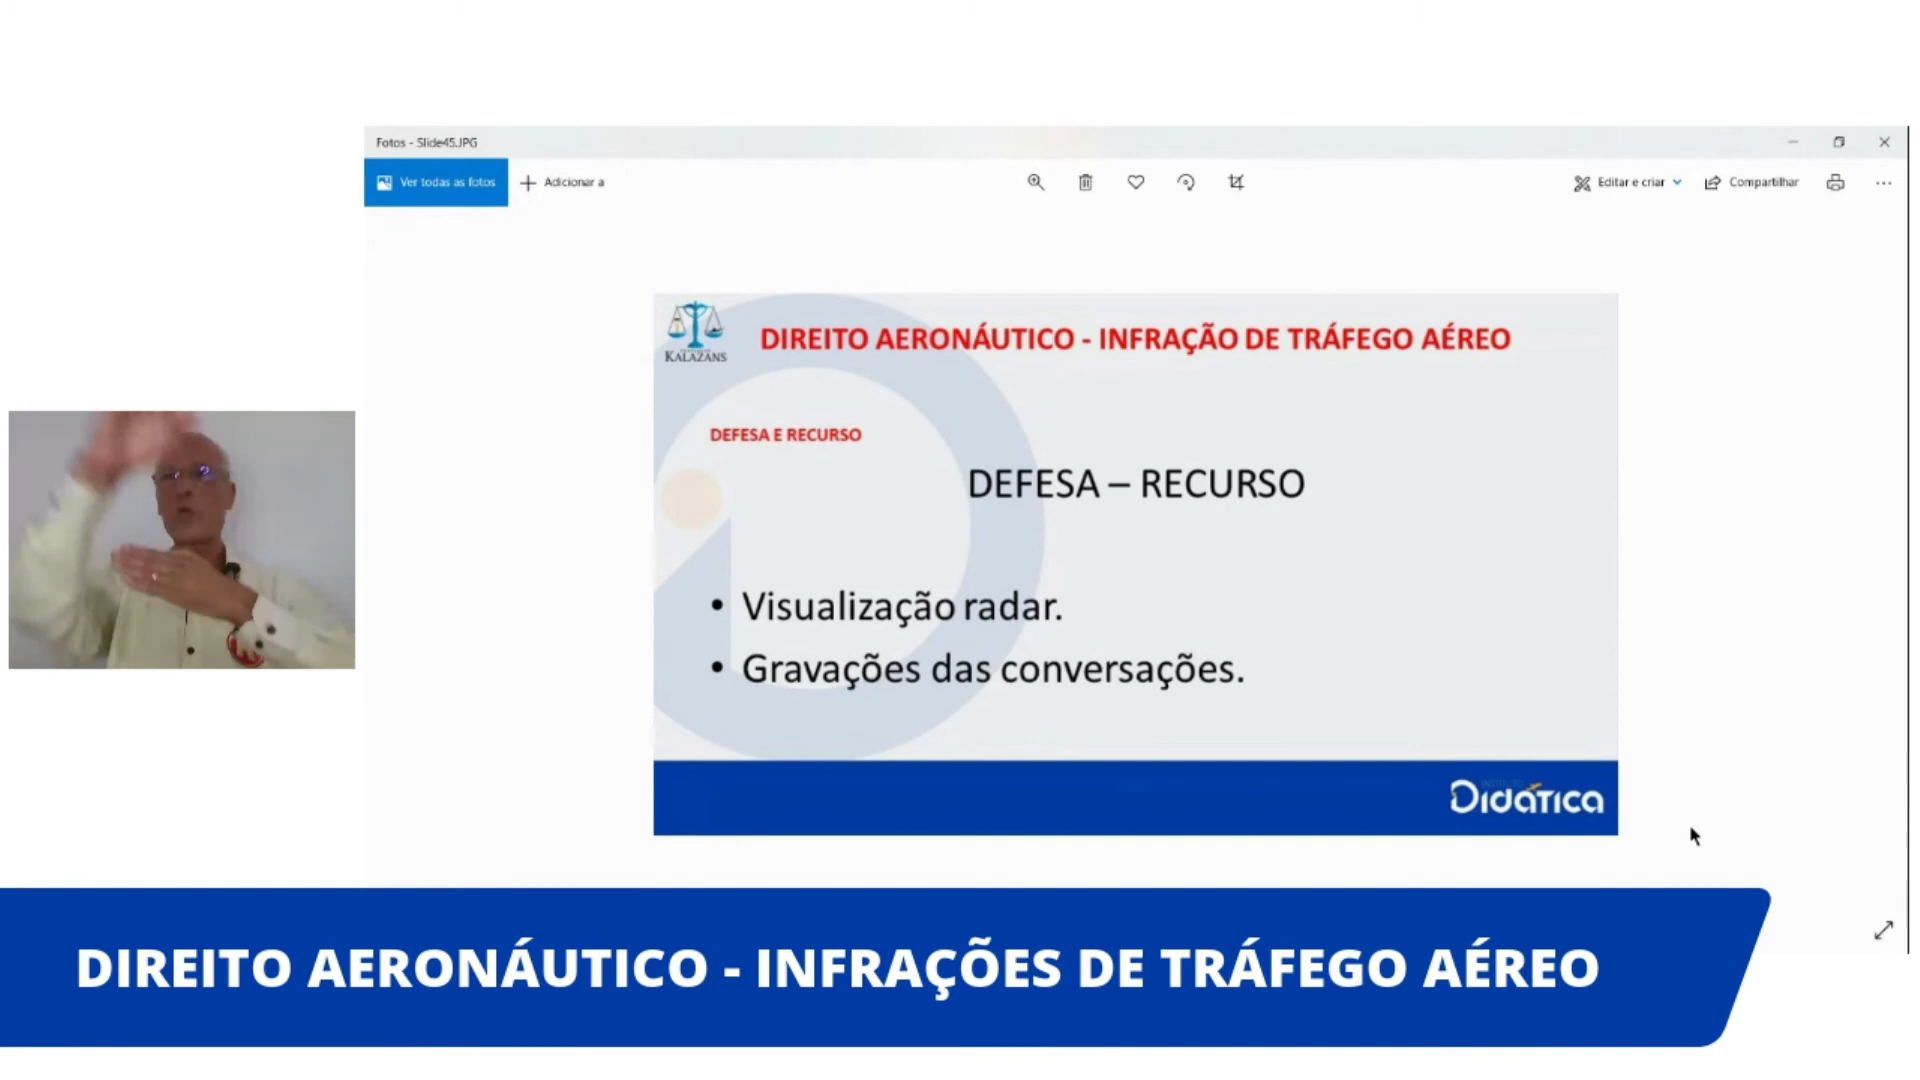 Fotos - Slide45.JPG
Ver todas as fotos
Adicionar a
Editar e criar
Compartilhar
KALAZANS
DIREITO AERONÁUTICO - INFRAÇÃO DE TRÁFEGO AÉREO
DEFESA E RECURSO
DEFESA – RECURSO
• Visualização radar.
• Gravações das conversações.
Didática
DIREITO AERONÁUTICO - INFRAÇÕES DE TRÁFEGO AÉREO